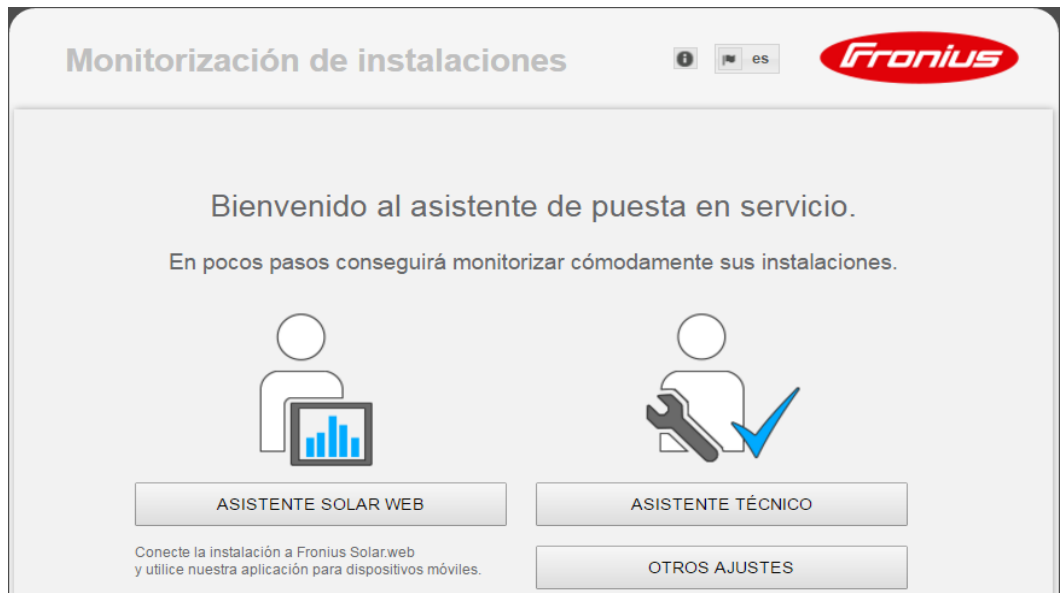 Monitorización de instalaciones
es
Fronius
Bienvenido al asistente de puesta en servicio.
En pocos pasos conseguirá monitorizar cómodamente sus instalaciones.
ASISTENTE SOLAR WEB
ASISTENTE TÉCNICO
Conecte la instalación a Fronius Solar.web
y utilice nuestra aplicación para dispositivos móviles.
OTROS AJUSTES